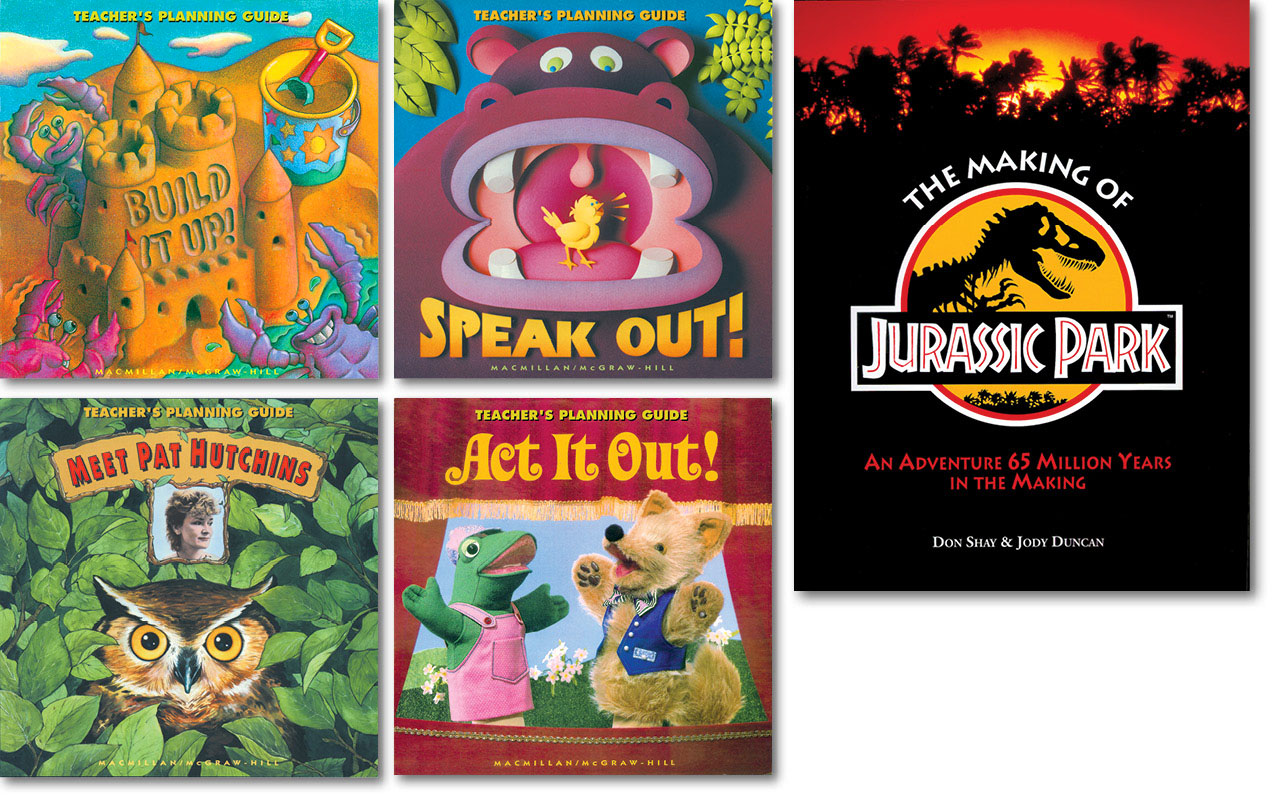 TEACHER'S PLANNING GUIDE
BUILD
IT UP!
MACMILLAN/McGRAW-HILL
TEACHER'S PLANNING GUIDE
SPEAK OUT!
MACMILLAN/McGRAW-HILL
THE MAKING OF
JURASSIC PARK™
AN ADVENTURE 65 MILLION YEARS
IN THE MAKING
DON SHAY & JODY DUNCAN
TEACHER'S PLANNING GUIDE
MEET PAT HUTCHINS
MACMILLAN/McGRAW-HILL
TEACHER'S PLANNING GUIDE
Act It Out!
MACMILLAN/McGRAW-HILL